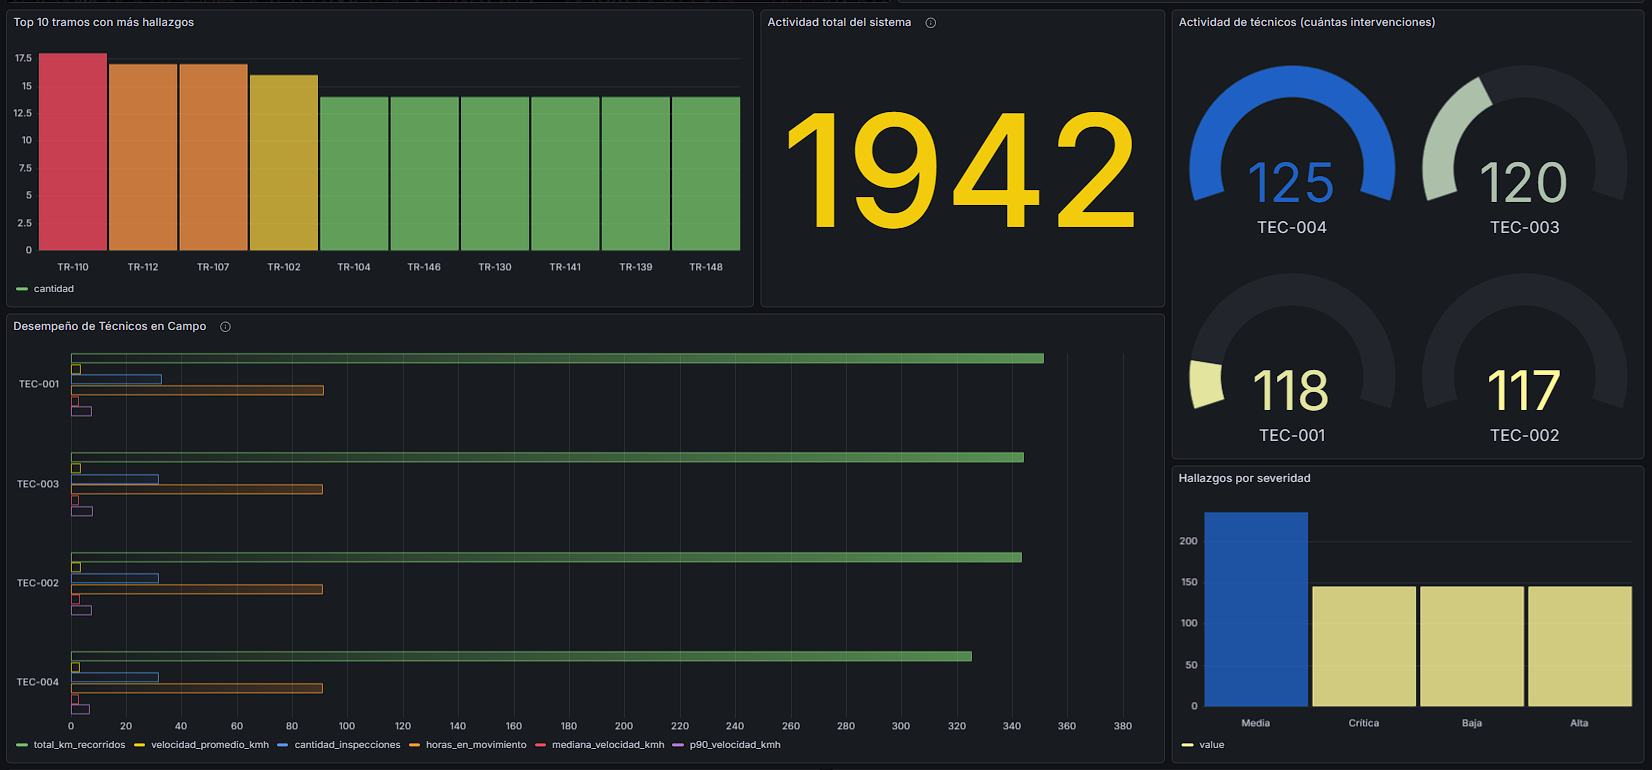 Top 10 tramos con más hallazgos
17.5
15
12.5
10
7.5
5
2.5
0
TR-110 TR-112 TR-107 TR-102 TR-104 TR-146 TR-130 TR-141 TR-139 TR-148
cantidad
Actividad total del sistema
1942
Actividad de técnicos (cuántas intervenciones)
125
TEC-004
120
TEC-003
118
TEC-001
117
TEC-002
Desempeño de Técnicos en Campo
TEC-001
TEC-003
TEC-002
TEC-004
0 20 40 60 80 100 120 140 160 180 200 220 240 260 280 300 320 340 360 380
total_km_recorridos velocidad_promedio_kmh cantidad_inspecciones horas_en_movimiento mediana_velocidad_kmh p90_velocidad_kmh
Hallazgos por severidad
200
150
100
50
0
Media Crítica Baja Alta
value